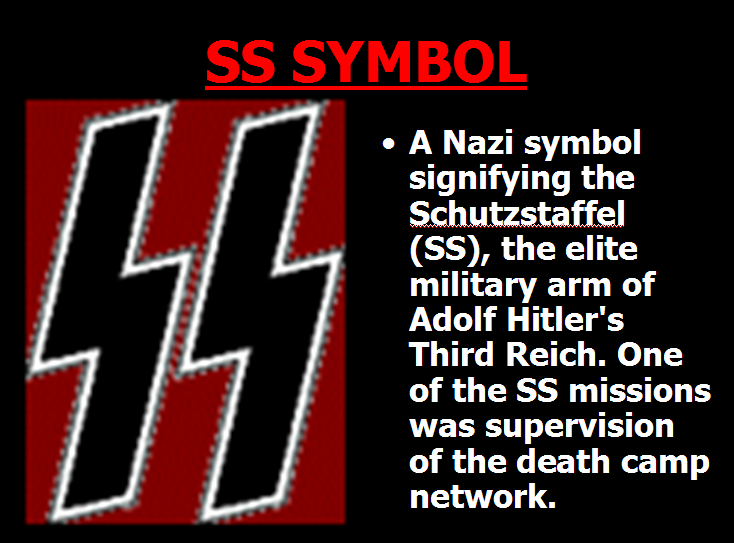 SS SYMBOL
• A Nazi symbol
signifying the
Schutzstaffel
(SS), the elite
military arm of
Adolf Hitler's
Third Reich. One
of the SS missions
was supervision
of the death camp
network.